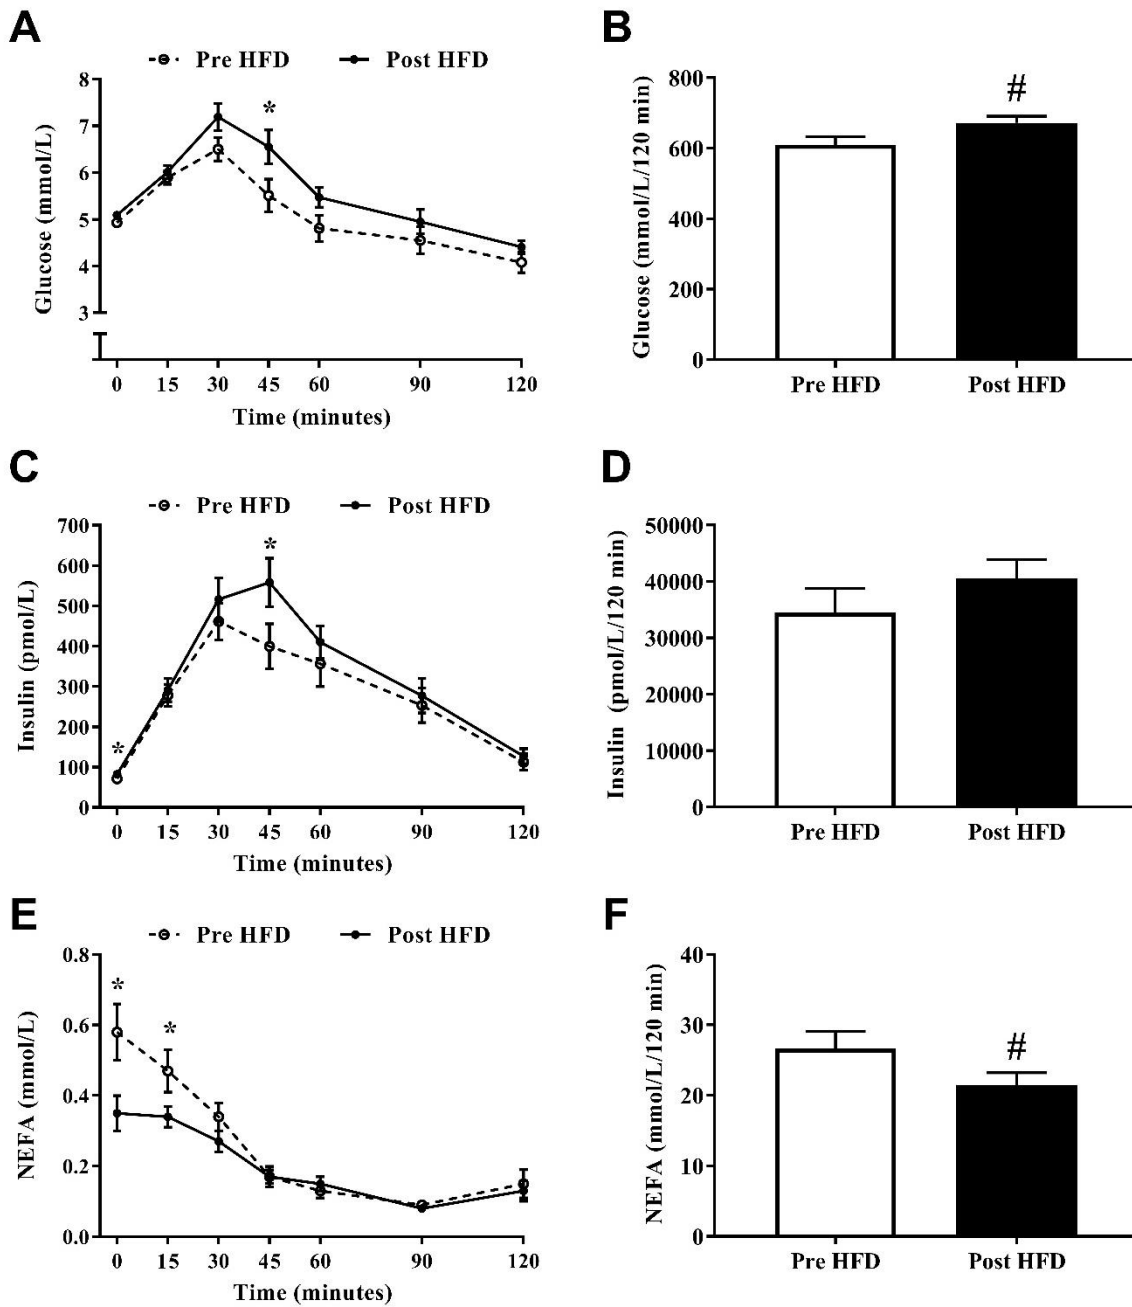 A
Pre HFD Post HFD
Glucose (mmol/L)
8
7
6
5
4
3
*
0 15 30 45 60 90 120
Time (minutes)
B
Glucose (mmol/L/120 min)
800
600
400
200
0
#
Pre HFD Post HFD
C
Pre HFD Post HFD
Insulin (pmol/L)
700
600
500
400
300
200
100
0
*
*
0 15 30 45 60 90 120
Time (minutes)
D
Insulin (pmol/L/120 min)
50000
40000
30000
20000
10000
0
Pre HFD Post HFD
E
Pre HFD Post HFD
NEFA (mmol/L)
0.8
0.6
0.4
0.2
0.0
*
*
0 15 30 45 60 90 120
Time (minutes)
F
NEFA (mmol/L/120 min)
40
30
20
10
0
#
Pre HFD Post HFD